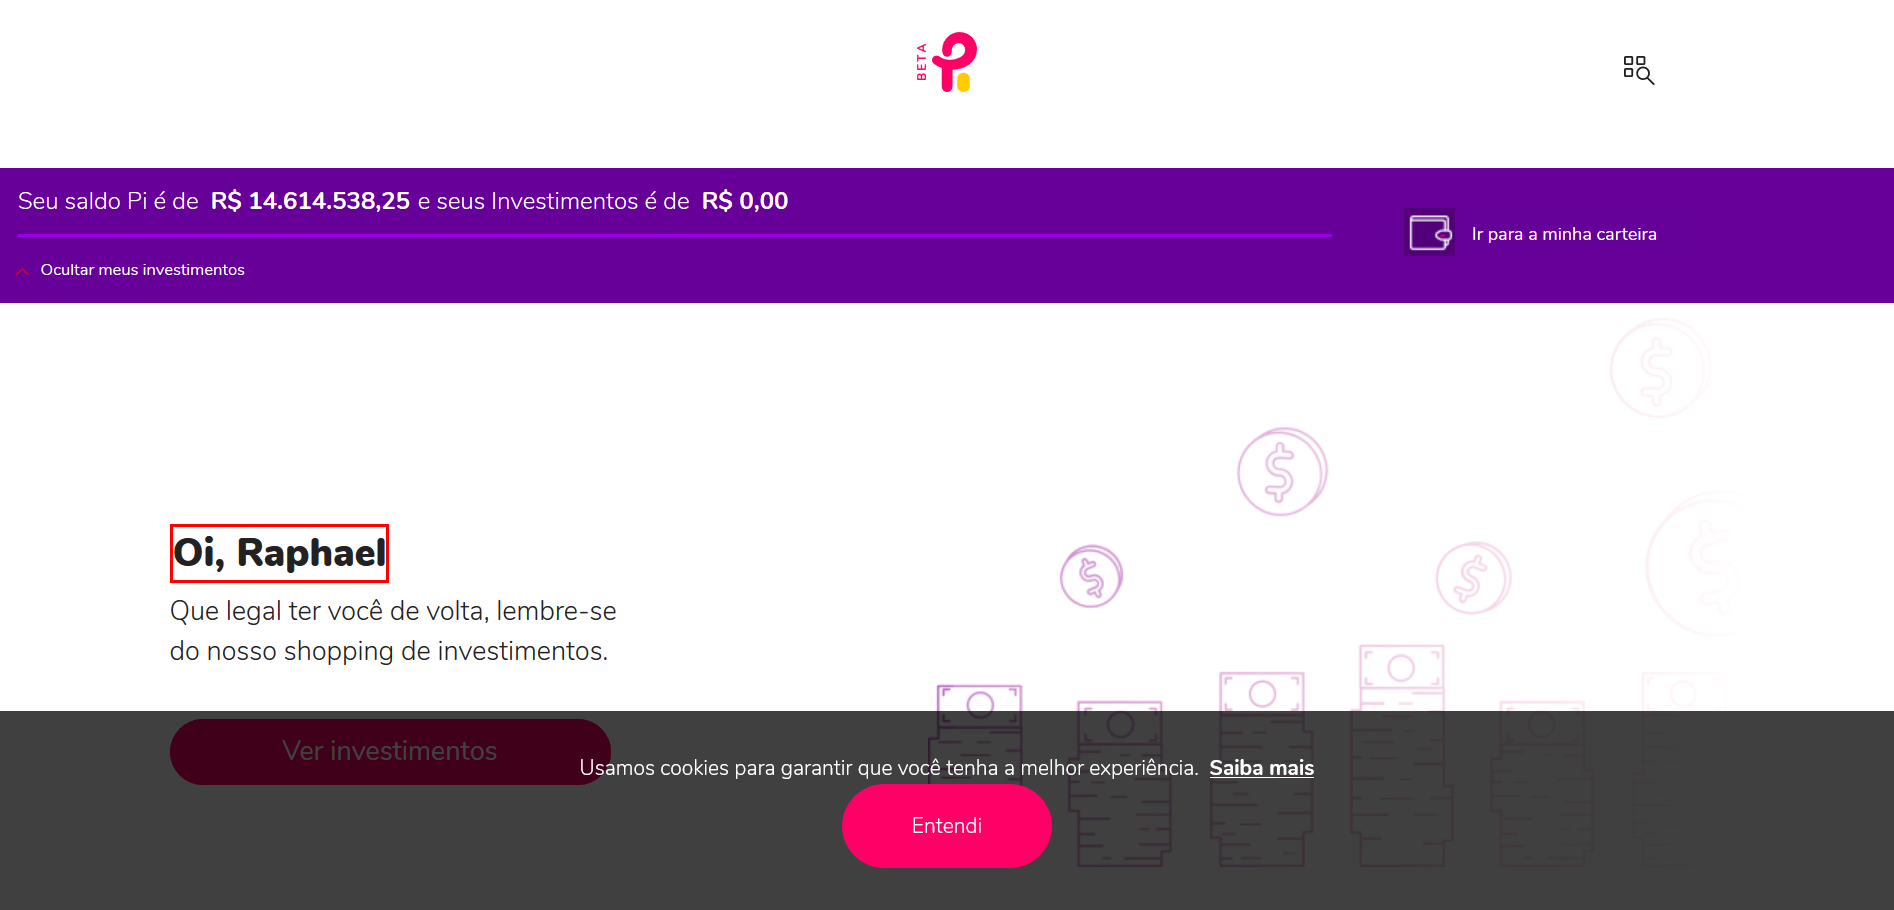 BETA
Seu saldo Pi é de R$ 14.614.538,25 e seus Investimentos é de R$ 0,00
Ir para a minha carteira
Ocultar meus investimentos
Oi, Raphael
Que legal ter você de volta, lembre-se
do nosso shopping de investimentos.
Ver investimentos
Usamos cookies para garantir que você tenha a melhor experiência. Saiba mais
Entendi